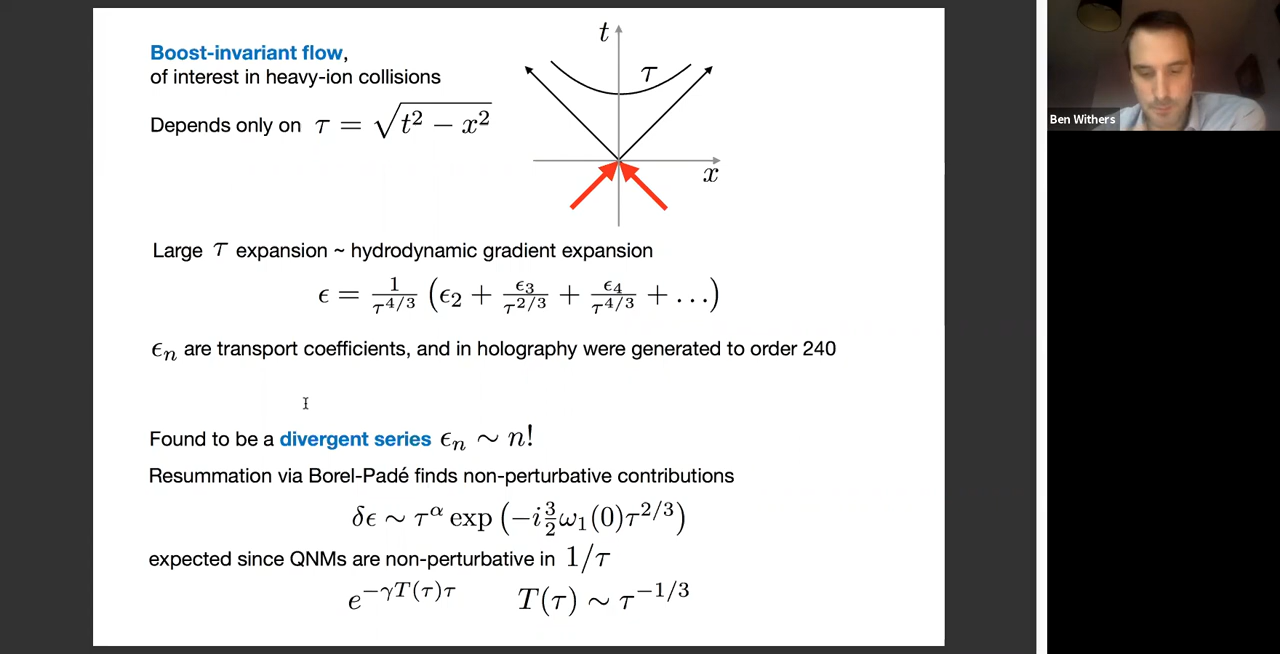 Boost-invariant flow,
of interest in heavy-ion collisions
Depends only on τ = √(t² − x²)
t
τ
x
Large τ expansion ~ hydrodynamic gradient expansion
ϵ = 1/τ^{4/3} (ϵ₂ + ϵ₃/τ^{2/3} + ϵ₄/τ^{4/3} + …)
ϵₙ are transport coefficients, and in holography were generated to order 240
Found to be a divergent series ϵₙ ∼ n!
Resummation via Borel-Padé finds non-perturbative contributions
δϵ ∼ τ^α exp (−i 3/2 ω₁(0)τ^{2/3})
expected since QNMs are non-perturbative in 1/τ
e^{−γT(τ)τ} T(τ) ∼ τ^{−1/3}
Ben Withers